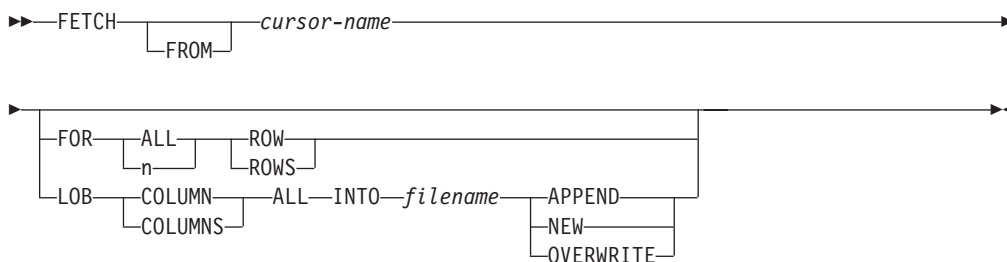 FETCH cursor-name
FROM
FOR ALL ROW
n ROWS
LOB COLUMN ALL INTO filename APPEND
COLUMNS NEW
OVERWRITE